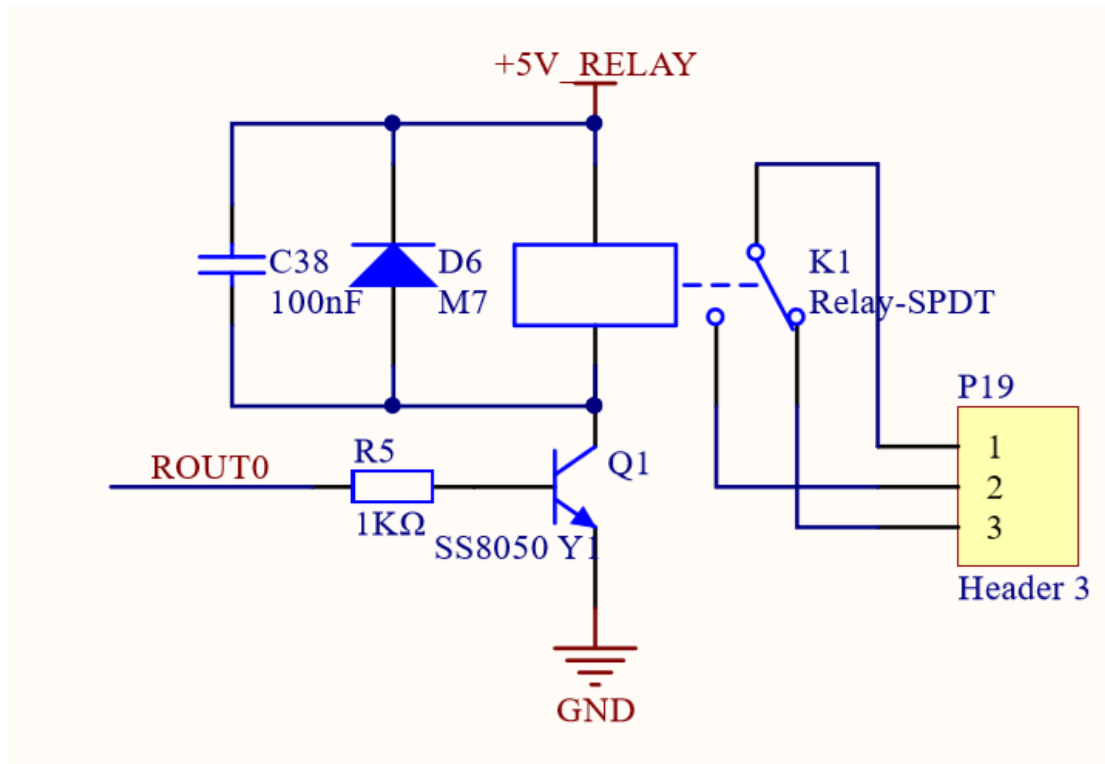 +5V_RELAY
C38
100nF
D6
M7
K1
Relay-SPDT
P19
1
2
3
Header 3
ROUT0
R5
1KΩ
Q1
SS8050 Y1
GND